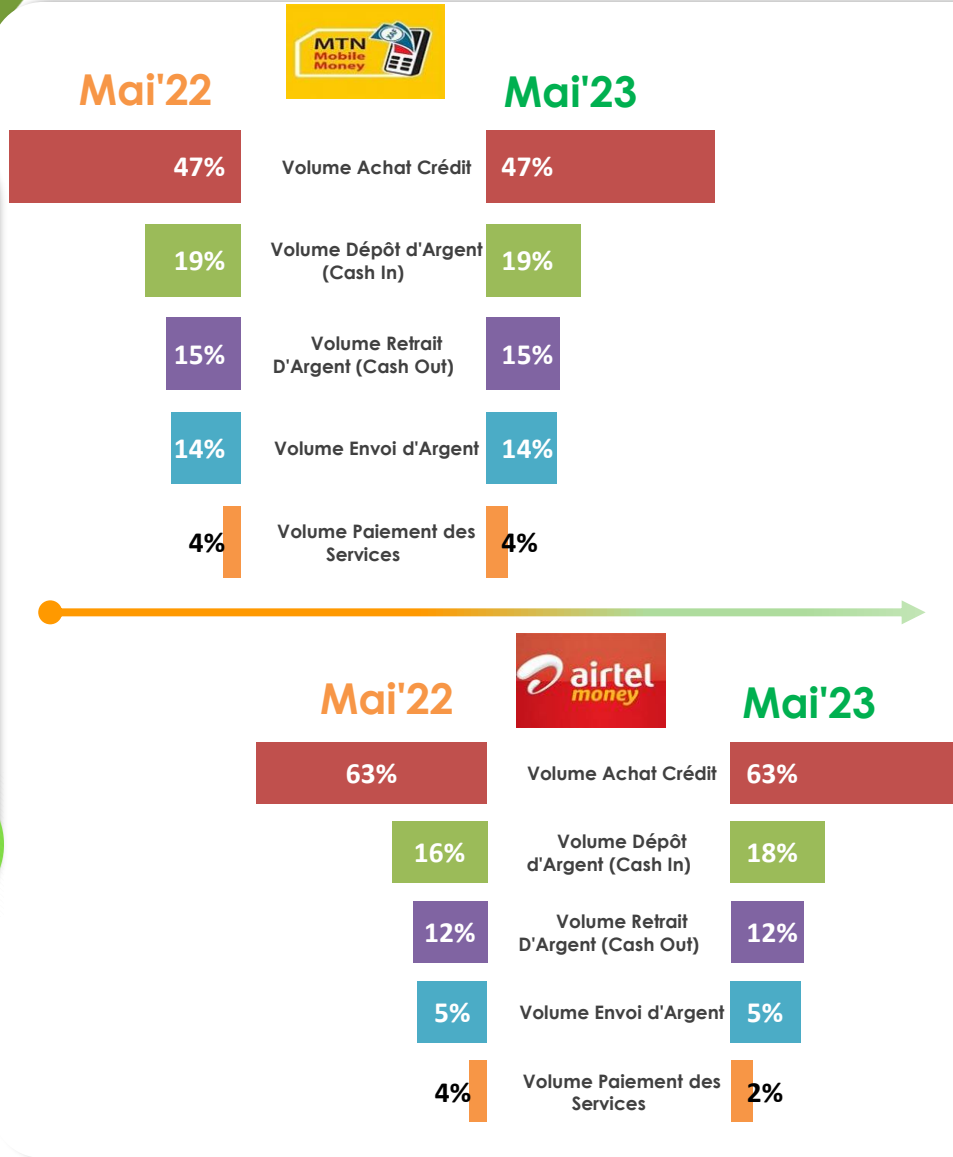 MTN
Mobile
Money
Mai'22
Mai'23
47%
Volume Achat Crédit
47%
19%
Volume Dépôt d'Argent
(Cash In)
19%
15%
Volume Retrait
D'Argent (Cash Out)
15%
14%
Volume Envoi d'Argent
14%
4%
Volume Paiement des
Services
4%
airtel
money
Mai'22
Mai'23
63%
Volume Achat Crédit
63%
16%
Volume Dépôt
d'Argent (Cash In)
18%
12%
Volume Retrait
D'Argent (Cash Out)
12%
5%
Volume Envoi d'Argent
5%
4%
Volume Paiement des
Services
2%